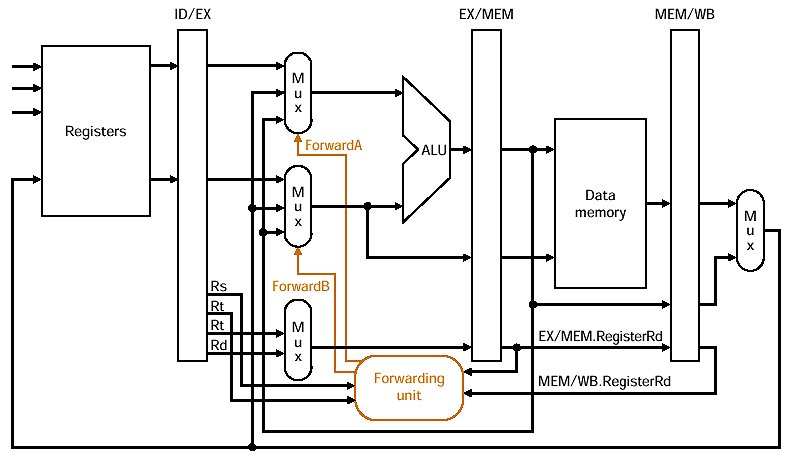 ID/EX
EX/MEM
MEM/WB
M
u
x
Registers
ForwardA
ALU
M
u
x
Data
memory
M
u
x
ForwardB
Rs
Rt
Rt
Rd
M
u
x
EX/MEM.RegisterRd
Forwarding
unit
MEM/WB.RegisterRd